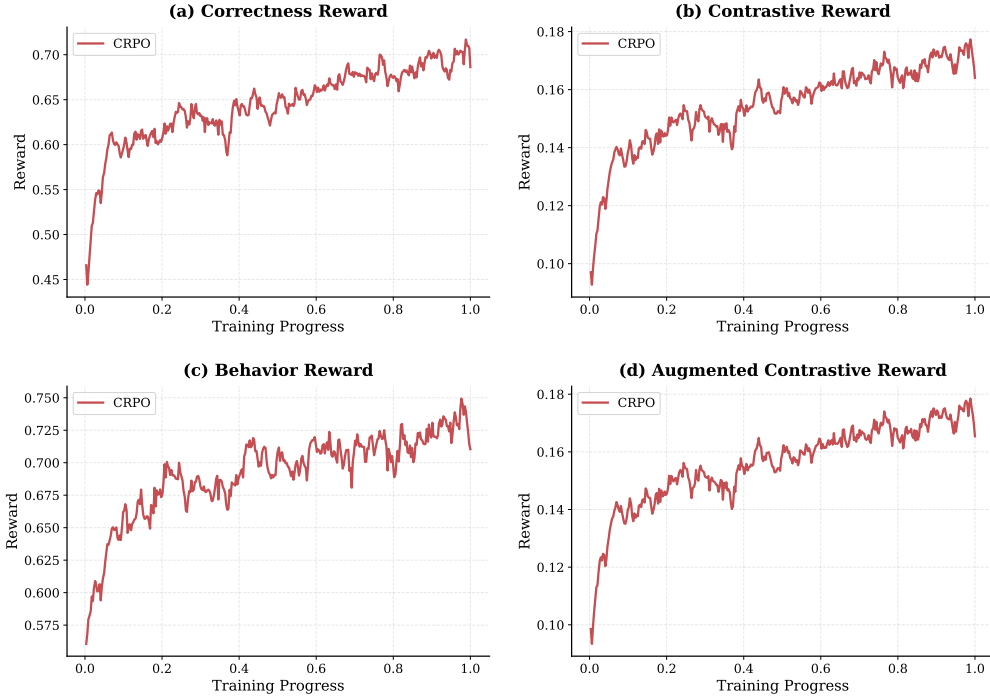 (a) Correctness Reward
CRPO
0.70
0.65
0.60
0.55
0.50
0.45
Reward
0.0 0.2 0.4 0.6 0.8 1.0
Training Progress
(b) Contrastive Reward
CRPO
0.18
0.16
0.14
0.12
0.10
Reward
0.0 0.2 0.4 0.6 0.8 1.0
Training Progress
(c) Behavior Reward
CRPO
0.750
0.725
0.700
0.675
0.650
0.625
0.600
0.575
Reward
0.0 0.2 0.4 0.6 0.8 1.0
Training Progress
(d) Augmented Contrastive Reward
CRPO
0.18
0.16
0.14
0.12
0.10
Reward
0.0 0.2 0.4 0.6 0.8 1.0
Training Progress